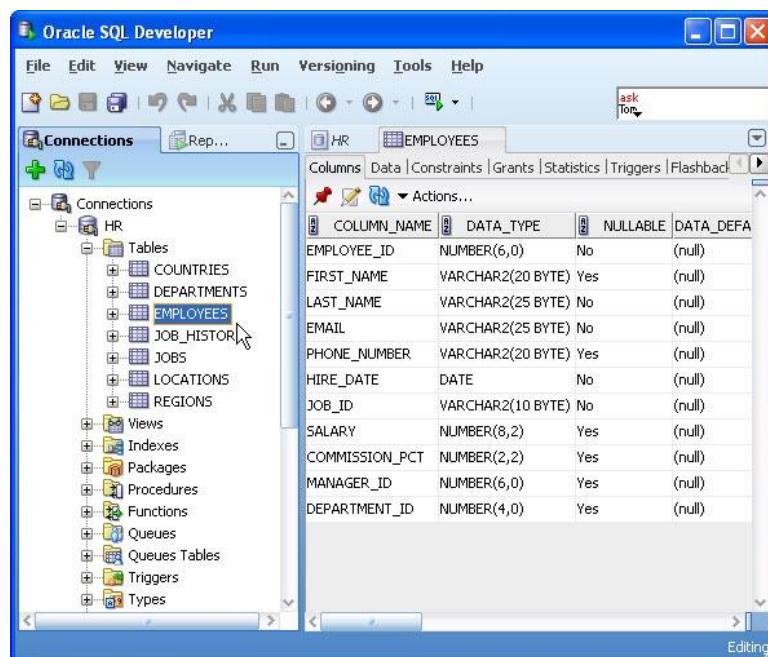 Oracle SQL Developer
File Edit View Navigate Run Versioning Tools Help
ask
Tom
Connections Rep...
HR EMPLOYEES
Columns Data Constraints Grants Statistics Triggers Flashback
Actions...
COLUMN_NAME DATA_TYPE NULLABLE DATA_DEFA
EMPLOYEE_ID NUMBER(6,0) No (null)
FIRST_NAME VARCHAR2(20 BYTE) Yes (null)
LAST_NAME VARCHAR2(25 BYTE) No (null)
EMAIL VARCHAR2(25 BYTE) No (null)
PHONE_NUMBER VARCHAR2(20 BYTE) Yes (null)
HIRE_DATE DATE No (null)
JOB_ID VARCHAR2(10 BYTE) No (null)
SALARY NUMBER(8,2) Yes (null)
COMMISSION_PCT NUMBER(2,2) Yes (null)
MANAGER_ID NUMBER(6,0) Yes (null)
DEPARTMENT_ID NUMBER(4,0) Yes (null)
Connections
HR
Tables
COUNTRIES
DEPARTMENTS
EMPLOYEES
JOB_HISTOR
JOBS
LOCATIONS
REGIONS
Views
Indexes
Packages
Procedures
Functions
Queues
Queues Tables
Triggers
Types
Editing